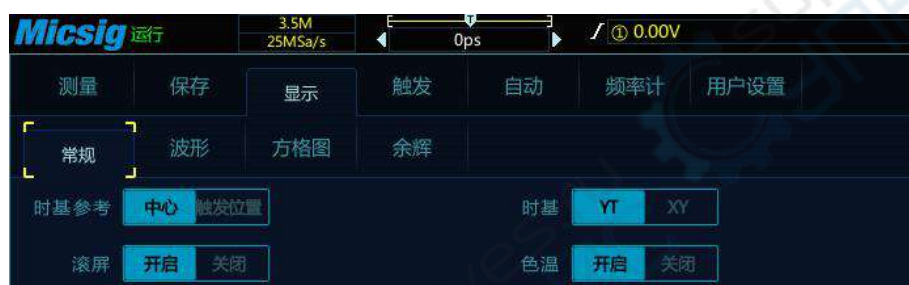 Micsig 运行 3.5M 25MSa/s T 0ps ① 0.00V
测量 保存 显示 触发 自动 频率计 用户设置
常规 波形 方格图 余辉
时基参考 中心 触发位置 时基 YT XY
滚屏 开启 关闭 色温 开启 关闭